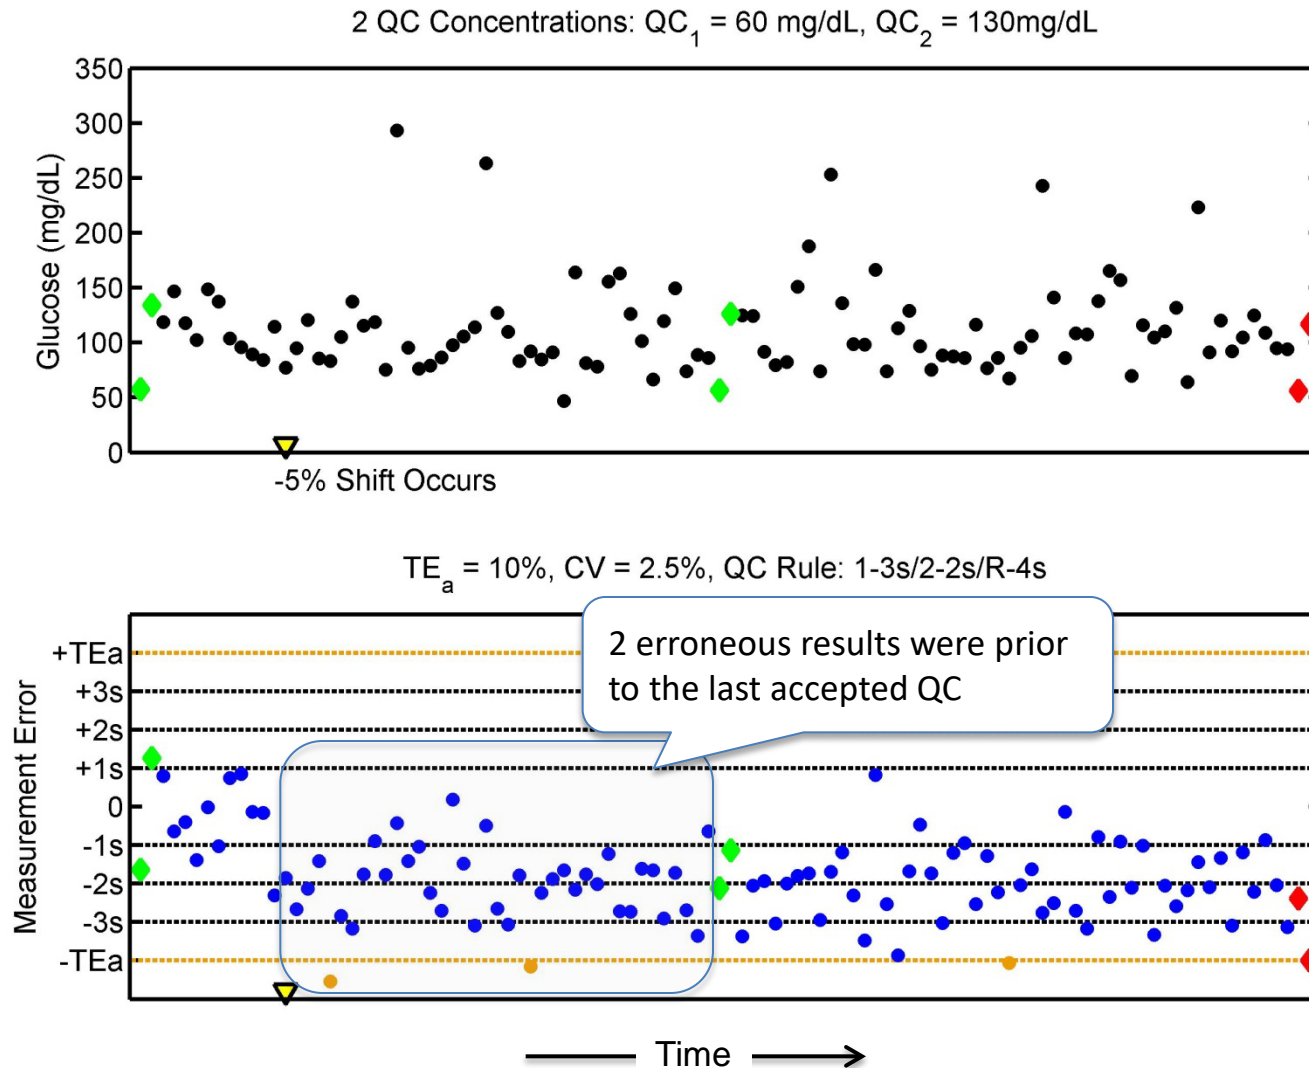 2 QC Concentrations: QC1 = 60 mg/dL, QC2 = 130mg/dL
Glucose (mg/dL)
350
300
250
200
150
100
50
0
-5% Shift Occurs
TEa = 10%, CV = 2.5%, QC Rule: 1-3s/2-2s/R-4s
2 erroneous results were prior
to the last accepted QC
Measurement Error
+TEa
+3s
+2s
+1s
0
-1s
-2s
-3s
-TEa
Time